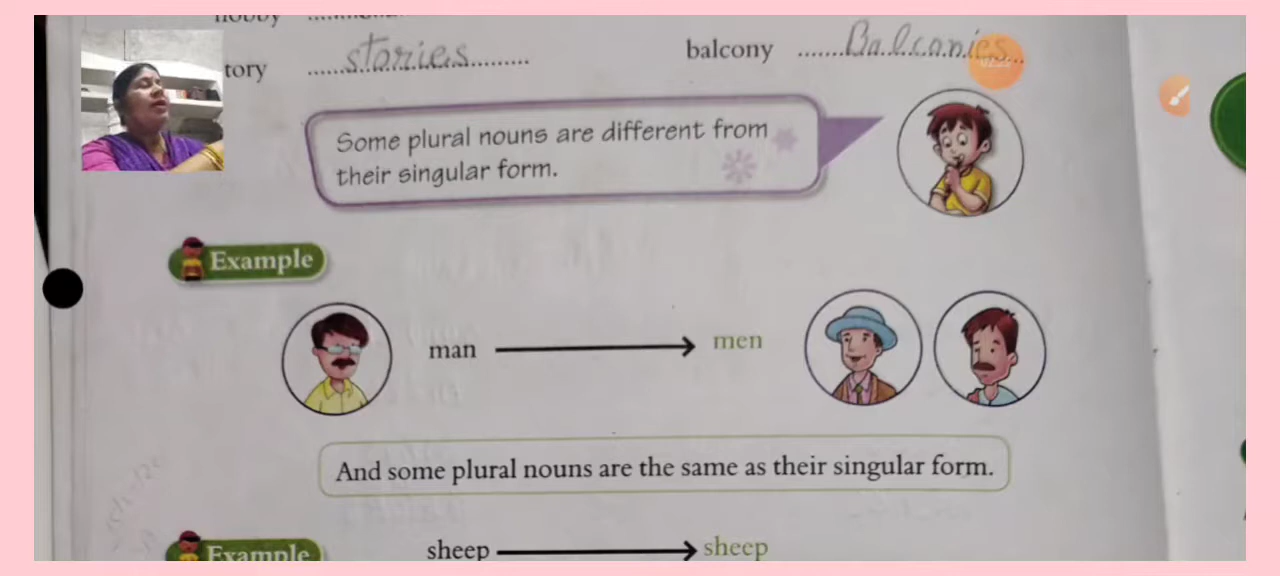 hobby
tory stories balcony Balconies
Some plural nouns are different from
their singular form.
Example
man men
And some plural nouns are the same as their singular form.
Example sheep sheep